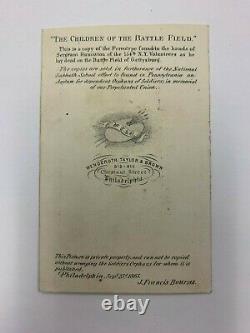 "THE CHILDREN OF THE BATTLE FIELD."
This is a copy of the Ferrotype found in the hands of
Sergeant Humiston of the 154th N.Y. Volunteers as he
lay dead on the Battle Field of Gettysburg.
The copies are sold in furtherance of the National
Sabbath School effort to found in Pennsylvania an
Asylum for dependent Orphans of Soldiers; in memorial
of our Perpetuated Union.
WENDEROTH, TAYLOR & BROWN
912-914
Chestnut Street
Philadelphia
This Picture is private property, and can not be copied
without wronging the Soldier's Orphans for whom it is
published.
Philadelphia, Sept. 23d 1865.
J. Francis Bourns.